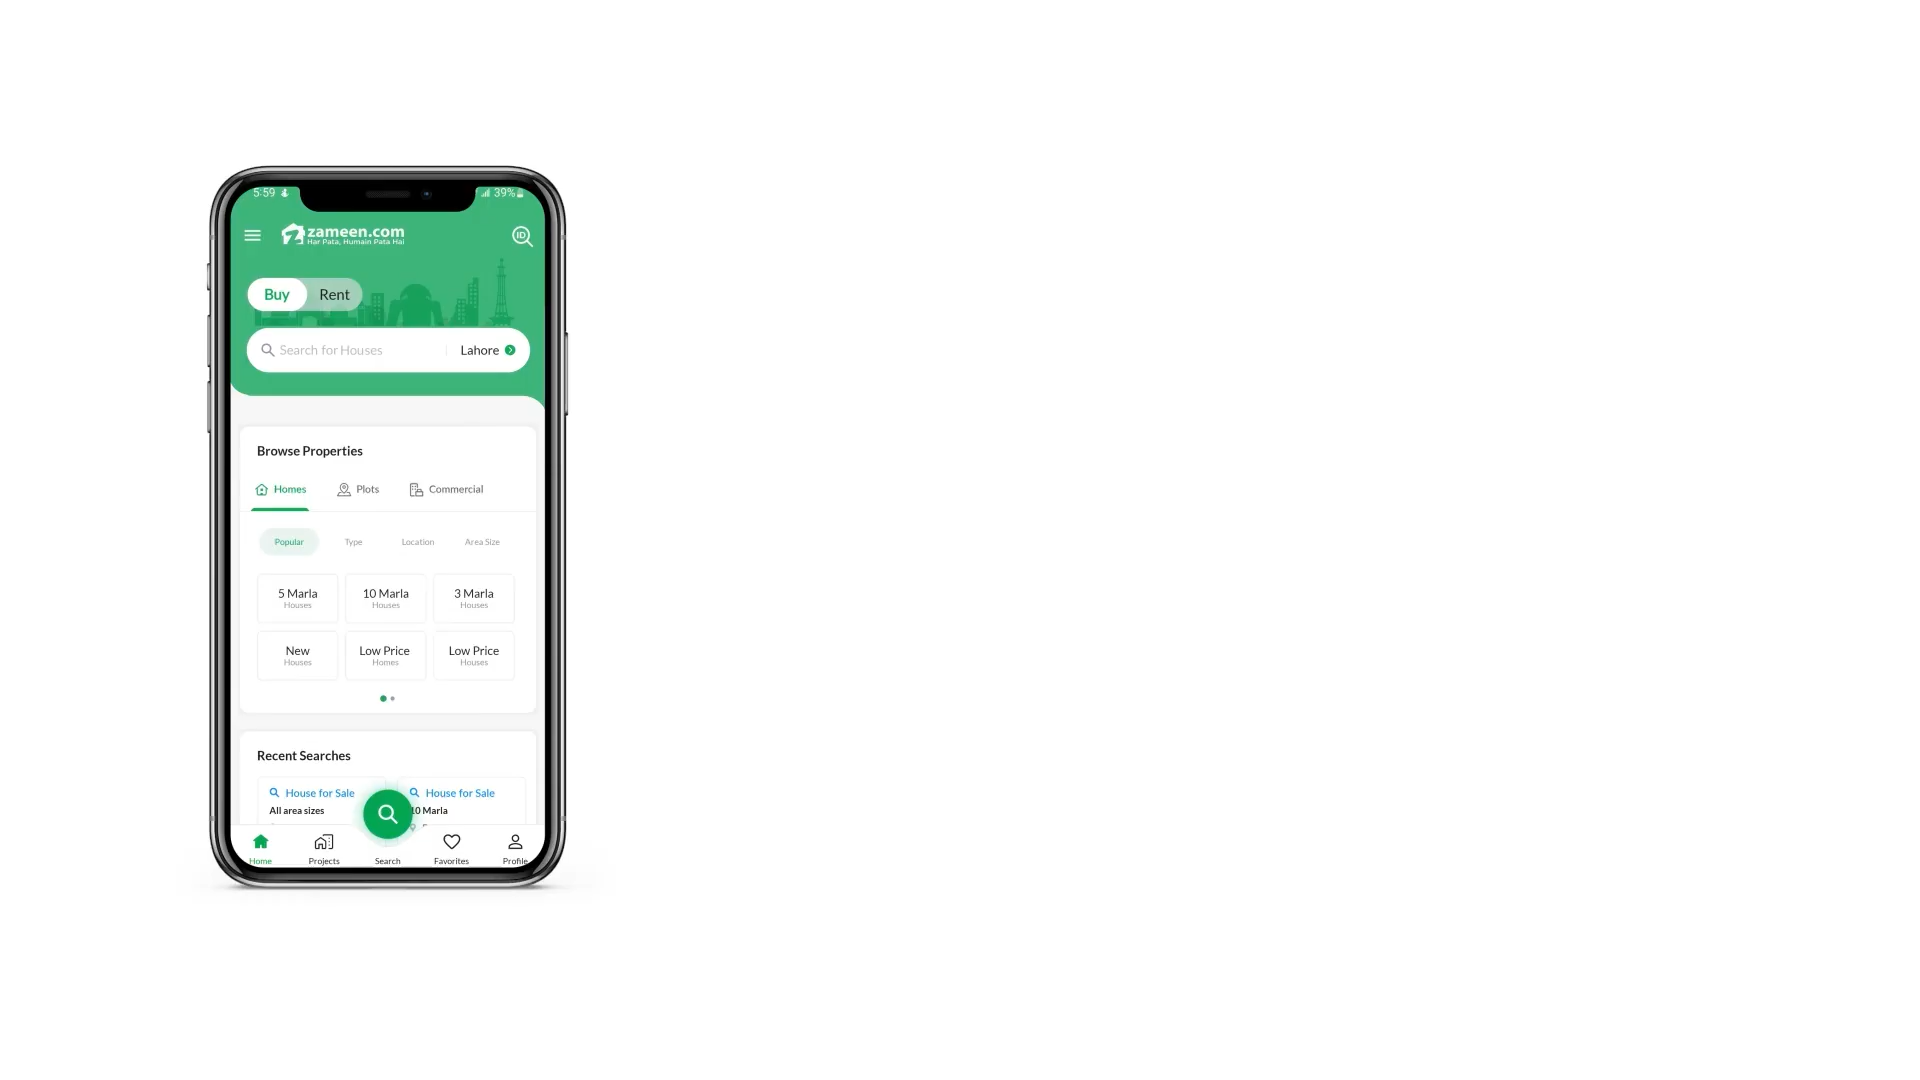 5:59
39%
zameen.com
Har Pata, Humain Pata Hai
ID
Buy Rent
Search for Houses Lahore
Browse Properties
Homes Plots Commercial
Popular Type Location Area Size
5 Marla 10 Marla 3 Marla
Houses Houses Houses
New Low Price Low Price
Houses Homes Houses
Recent Searches
House for Sale House for Sale
All area sizes 10 Marla
Home Projects Search Favorites Profile